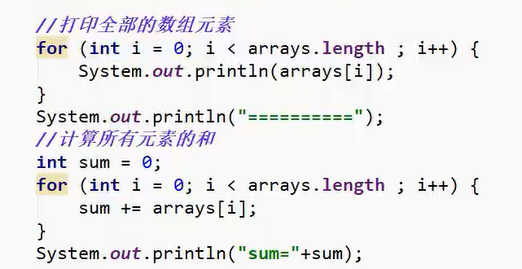 //打印全部的数组元素
for (int i = 0; i < arrays.length ; i++) {
    System.out.println(arrays[i]);
}
System.out.println("==========");
//计算所有元素的和
int sum = 0;
for (int i = 0; i < arrays.length ; i++) {
    sum += arrays[i];
}
System.out.println("sum="+sum);